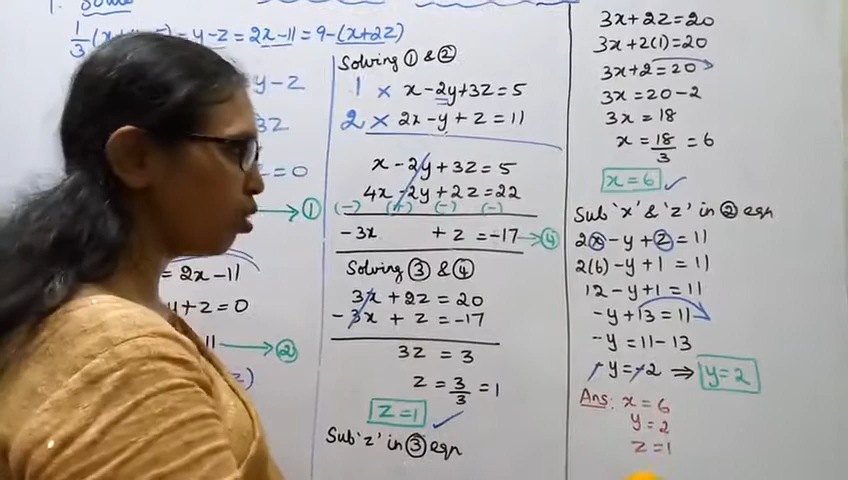 1. Solve
1/3(x+ -5) = y-z = 2x-11 = 9-(x+2z)
y-z
3z
z = 0
→ ①
= 2x-11
y+z = 0
11
→ ②
z)
Solving ① & ②
1 × x-2y+3z = 5
2 × 2x-y+z = 11
x-2y+3z = 5
4x-2y+2z = 22
(-) (+) (-) (-)
-3x +z = -17 → ④
Solving ③ & ④
3x+2z = 20
-3x + z = -17
3z = 3
z = 3/3 = 1
z=1
Sub 'z' in ③ eqn
3x+2z = 20
3x+2(1) = 20
3x+2 = 20
3x = 20-2
3x = 18
x = 18/3 = 6
x=6
Sub 'x' & 'z' in ② eqn
2x-y+z = 11
2(6)-y+1 = 11
12-y+1 = 11
-y+13 = 11
-y = 11-13
-y = -2 ⇒ y=2
Ans: x = 6
y = 2
z = 1